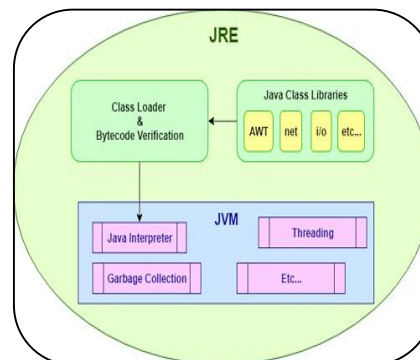 JRE
Class Loader
&
Bytecode Verification
Java Class Libraries
AWT
net
i/o
etc...
JVM
Java Interpreter
Threading
Garbage Collection
Etc...